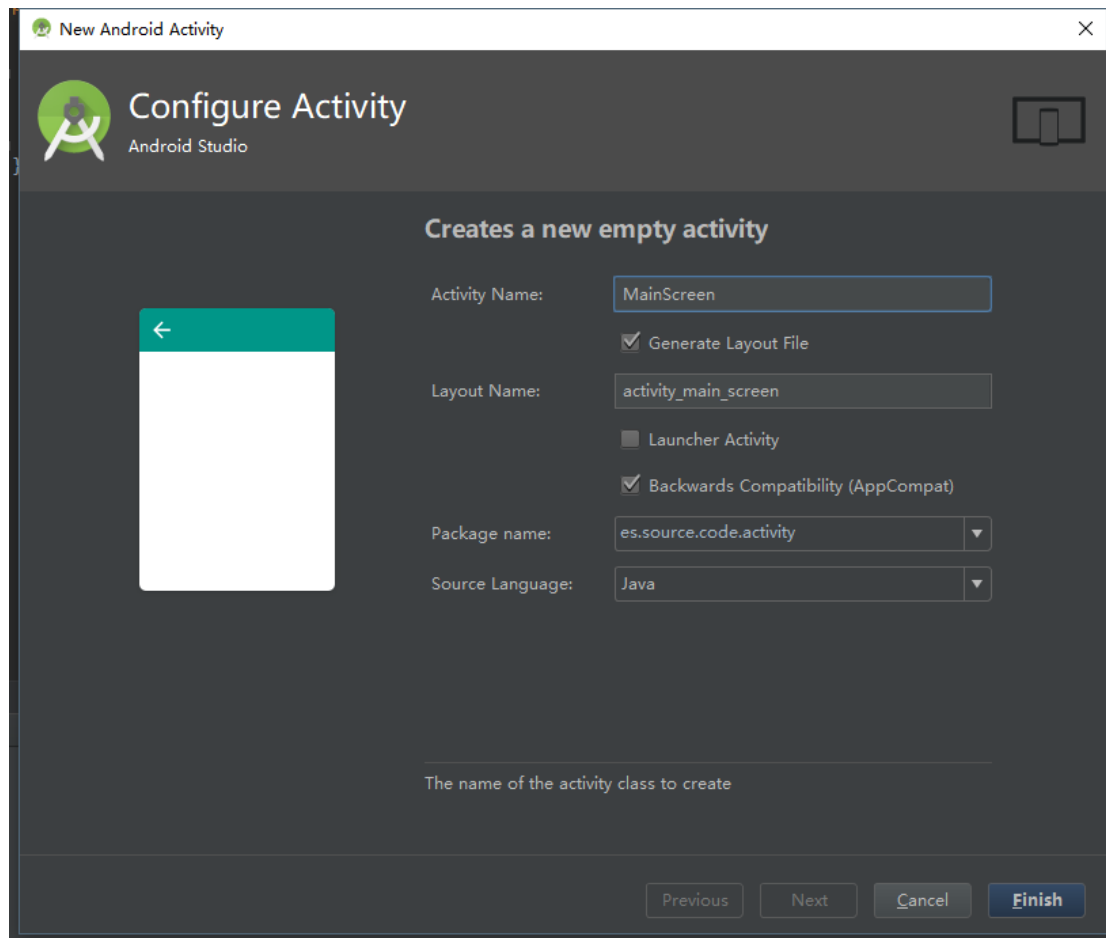 New Android Activity
Configure Activity
Android Studio
}
Creates a new empty activity
Activity Name: MainScreen
Generate Layout File
Layout Name: activity_main_screen
Launcher Activity
Backwards Compatibility (AppCompat)
Package name: es.source.code.activity
Source Language: Java
The name of the activity class to create
Previous Next Cancel Finish